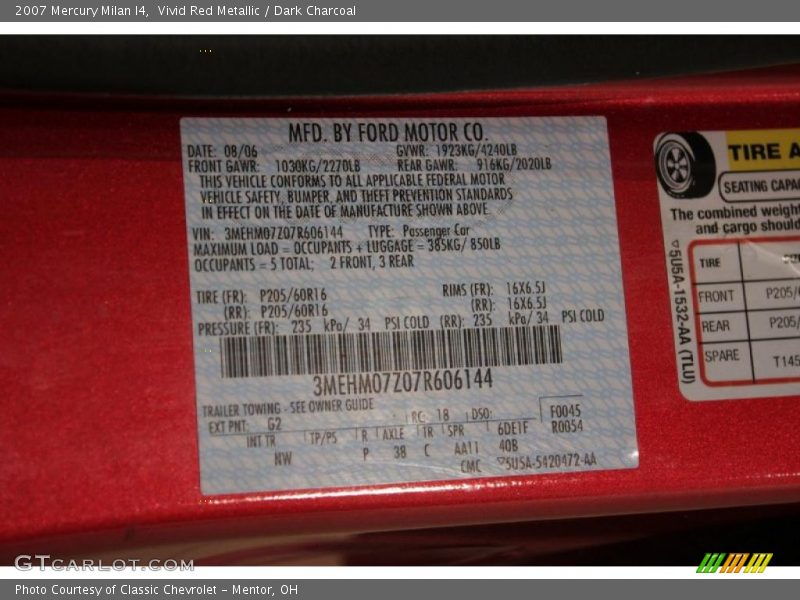 2007 Mercury Milan I4,  Vivid Red Metallic / Dark Charcoal
MFD. BY FORD MOTOR CO.
DATE: 08/06 GVWR: 1923KG/4240LB
FRONT GAWR: 1030KG/2270LB REAR GAWR: 916KG/2020LB
THIS VEHICLE CONFORMS TO ALL APPLICABLE FEDERAL MOTOR
VEHICLE SAFETY, BUMPER, AND THEFT PREVENTION STANDARDS
IN EFFECT ON THE DATE OF MANUFACTURE SHOWN ABOVE.
VIN: 3MEHM07Z07R606144 TYPE: Passenger Car
MAXIMUM LOAD = OCCUPANTS + LUGGAGE = 385KG/ 850LB
OCCUPANTS = 5 TOTAL; 2 FRONT, 3 REAR
TIRE (FR): P205/60R16 RIMS (FR): 16X6.5J
(RR): P205/60R16 (RR): 16X6.5J
PRESSURE (FR): 235 kPa/ 34 PSI COLD (RR): 235 kPa/ 34 PSI COLD
3MEHM07Z07R606144
TRAILER TOWING - SEE OWNER GUIDE
EXT PNT: G2 RC: 18 DSO: F0045
INT TR TP/PS R AXLE TR SPR 6DE1F R0054
NW P 38 C AA11 40B
CMC ▽5U5A-5420472-AA
TIRE A
SEATING CAPA
The combined weigh
and cargo should
TIRE
FRONT P205/
REAR P205/
SPARE T145
▽5U5A-1532-AA (TLU)
GTCARLOT.COM
Photo Courtesy of Classic Chevrolet - Mentor, OH